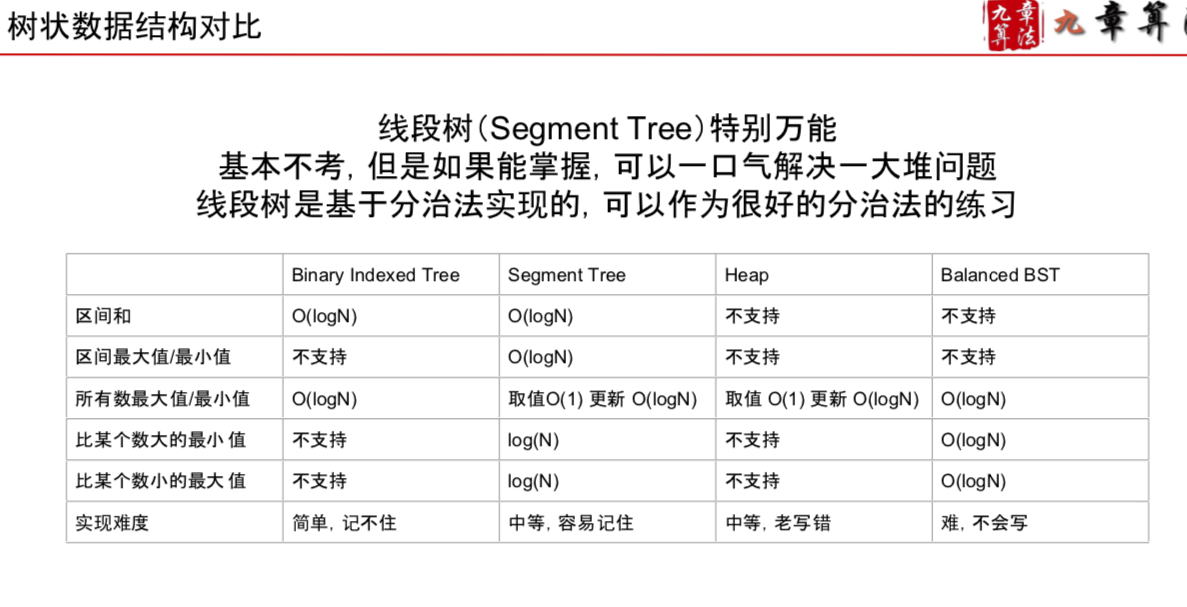 树状数据结构对比
九章算法
九章算
线段树（Segment Tree）特别万能
基本不考，但是如果能掌握，可以一口气解决一大堆问题
线段树是基于分治法实现的，可以作为很好的分治法的练习
Binary Indexed Tree Segment Tree Heap Balanced BST
区间和 O(logN) O(logN) 不支持 不支持
区间最大值/最小值 不支持 O(logN) 不支持 不支持
所有数最大值/最小值 O(logN) 取值O(1) 更新 O(logN) 取值 O(1) 更新 O(logN) O(logN)
比某个数大的最小值 不支持 log(N) 不支持 O(logN)
比某个数小的最大值 不支持 log(N) 不支持 O(logN)
实现难度 简单，记不住 中等，容易记住 中等，老写错 难，不会写